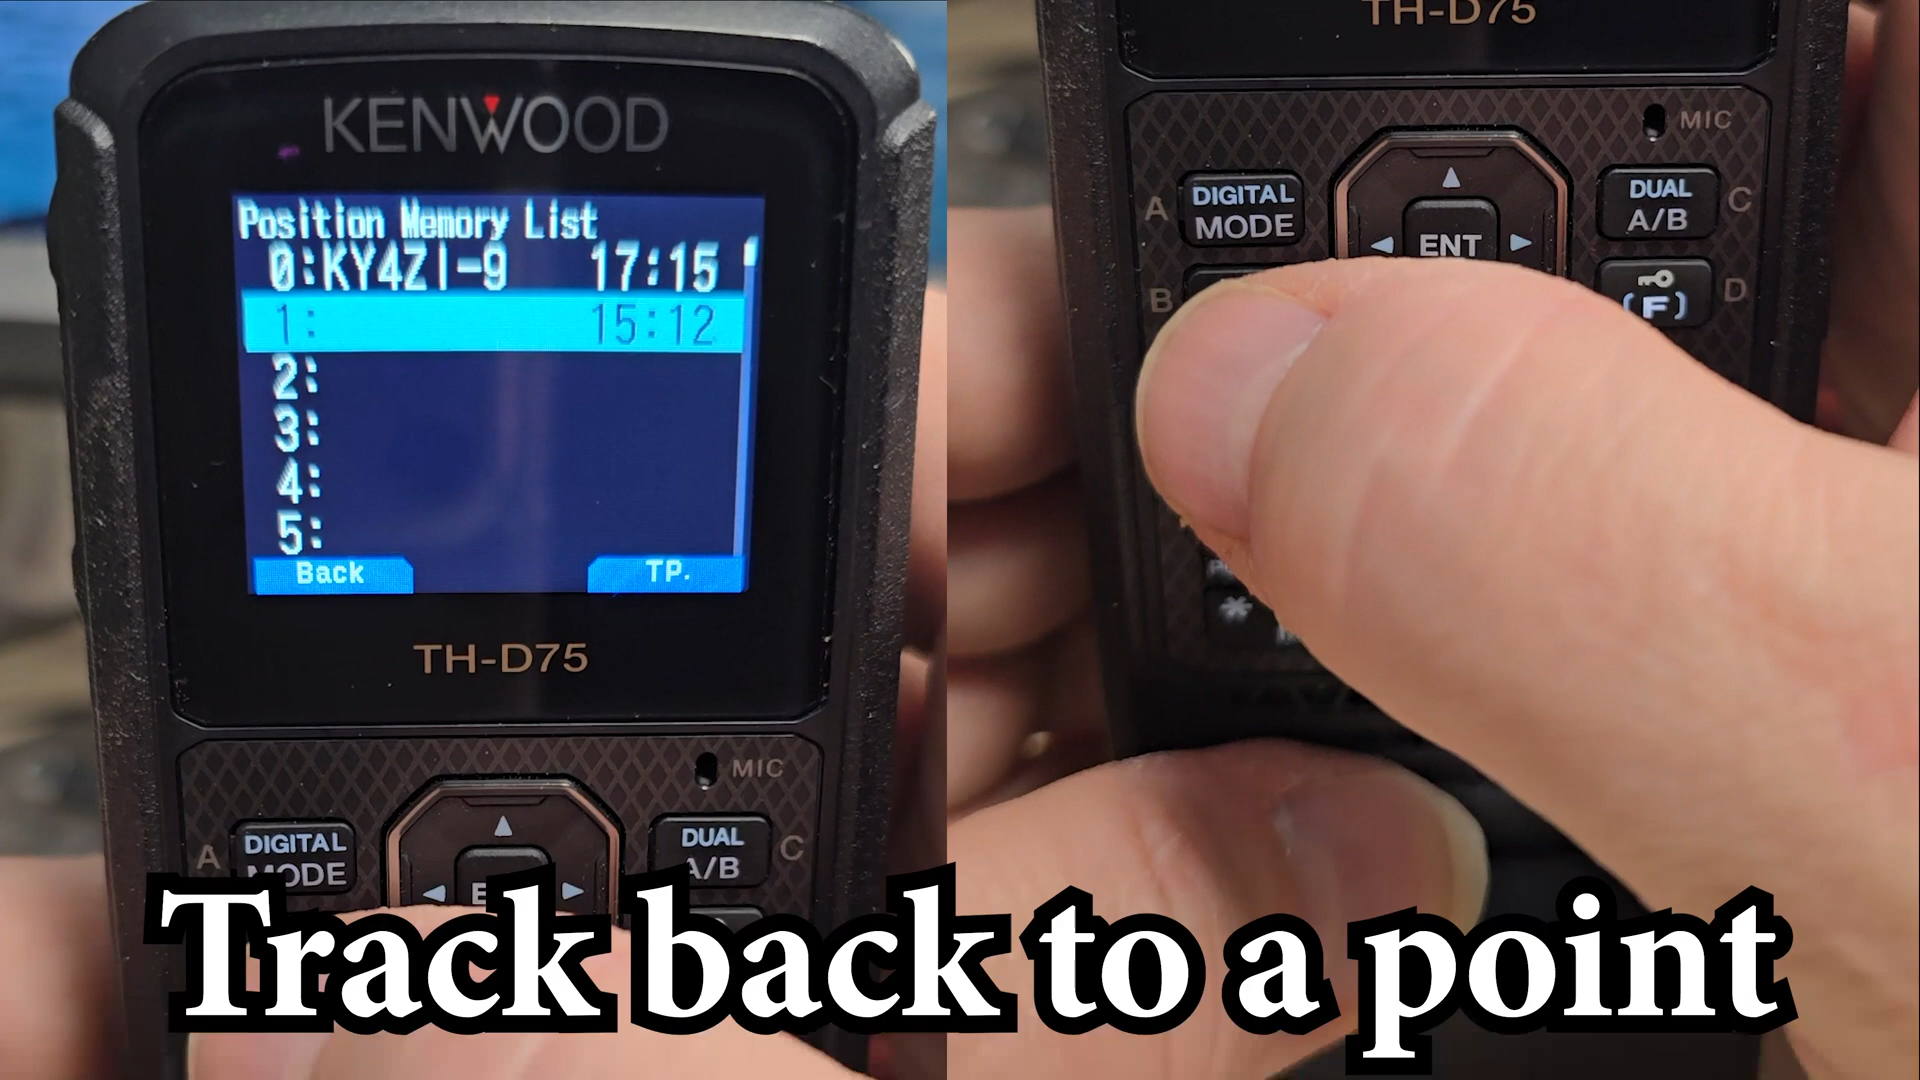 KENWOOD
Position Memory List
0:KY4ZI-9 17:15
1: 15:12
2:
3:
4:
5:
Back TP.
TH-D75
MIC
A DIGITAL MODE
DUAL A/B C
TH-D75
MIC
A DIGITAL MODE
ENT
DUAL A/B C
B
(F) D
*
Track back to a point